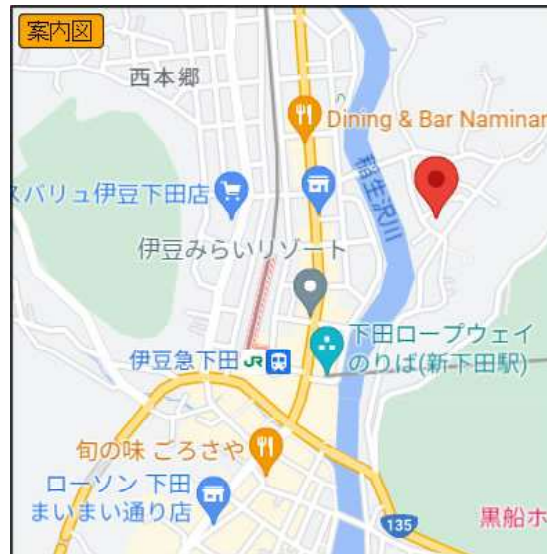 案内図
西本郷
Dining & Bar Naminar
稲生沢川
スバリュ伊豆下田店
伊豆みらいリゾート
下田ロープウェイ
のりば(新下田駅)
伊豆急下田 JR
旬の味 ごろさや
ローソン 下田
まいまい通り店
135
黒船ホ